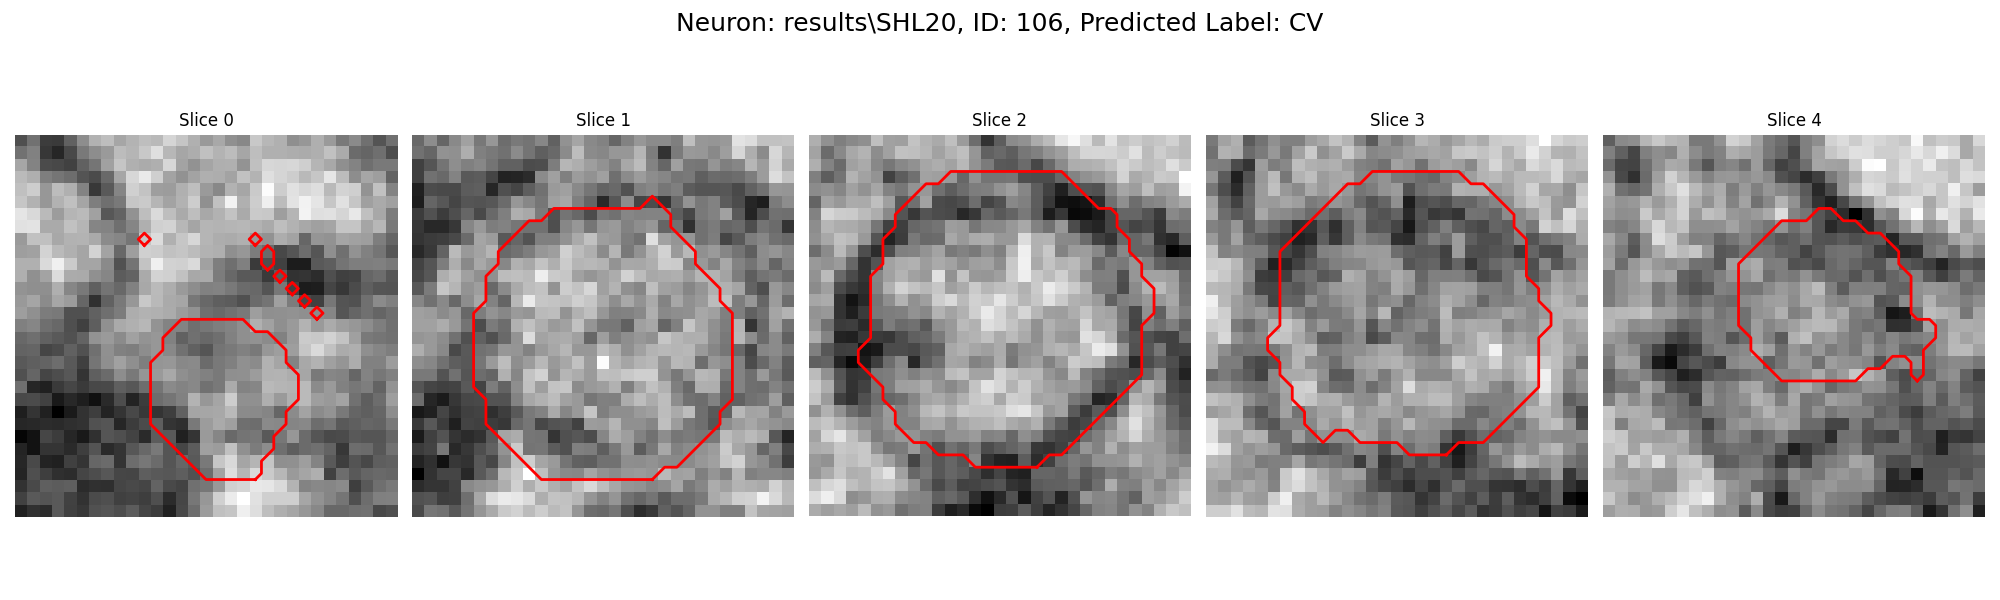 Neuron: results\SHL20, ID: 106, Predicted Label: CV
Slice 0
Slice 1
Slice 2
Slice 3
Slice 4